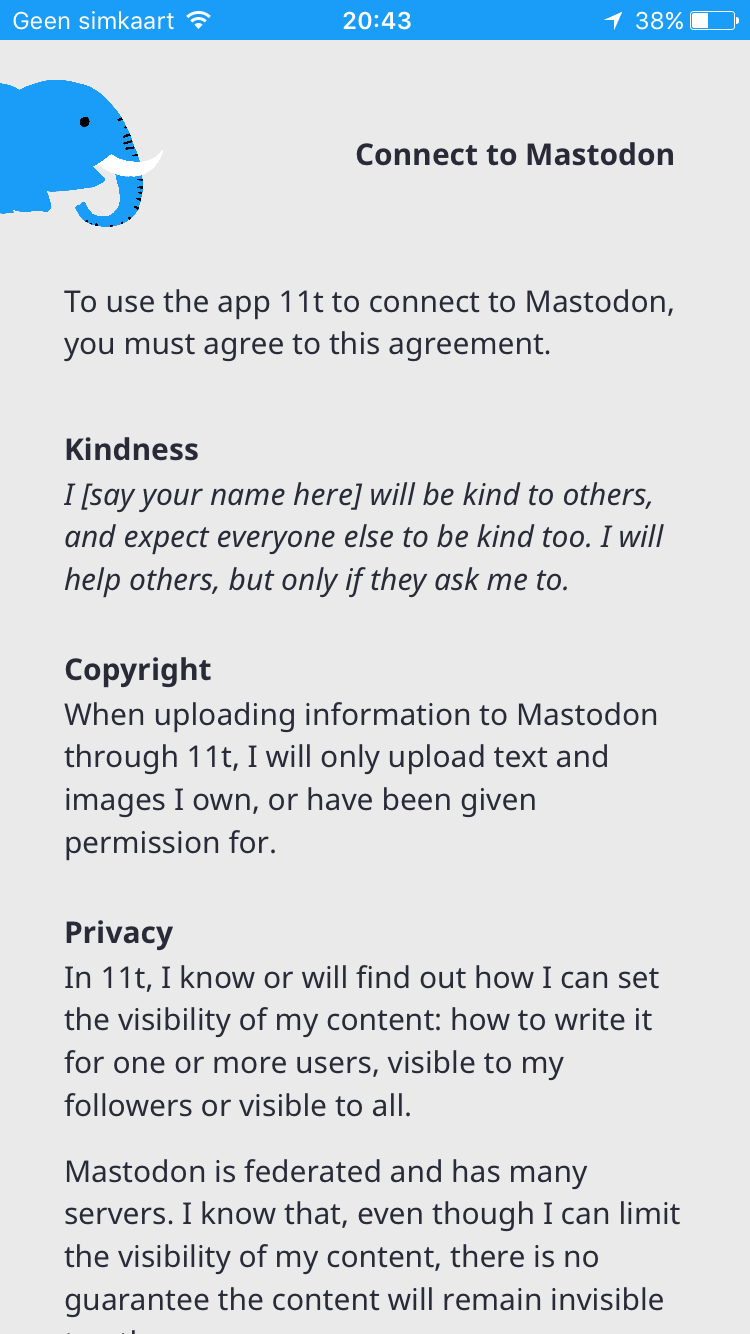 Geen simkaart 20:43 38%
Connect to Mastodon
To use the app 11t to connect to Mastodon,
you must agree to this agreement.
Kindness
I [say your name here] will be kind to others,
and expect everyone else to be kind too. I will
help others, but only if they ask me to.
Copyright
When uploading information to Mastodon
through 11t, I will only upload text and
images I own, or have been given
permission for.
Privacy
In 11t, I know or will find out how I can set
the visibility of my content: how to write it
for one or more users, visible to my
followers or visible to all.
Mastodon is federated and has many
servers. I know that, even though I can limit
the visibility of my content, there is no
guarantee the content will remain invisible